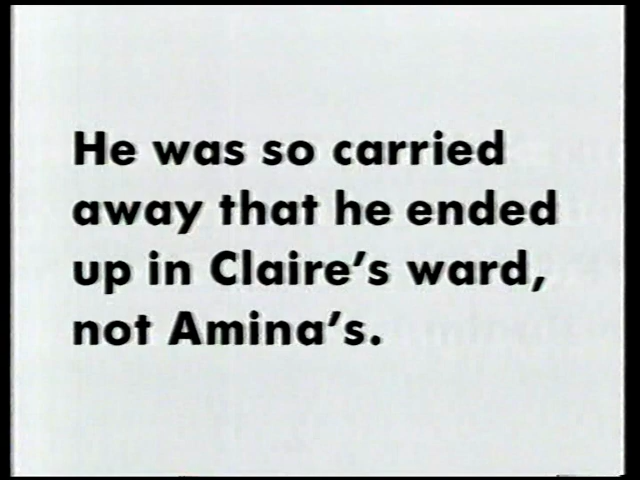 He was so carried
away that he ended
up in Claire's ward,
not Amina's.